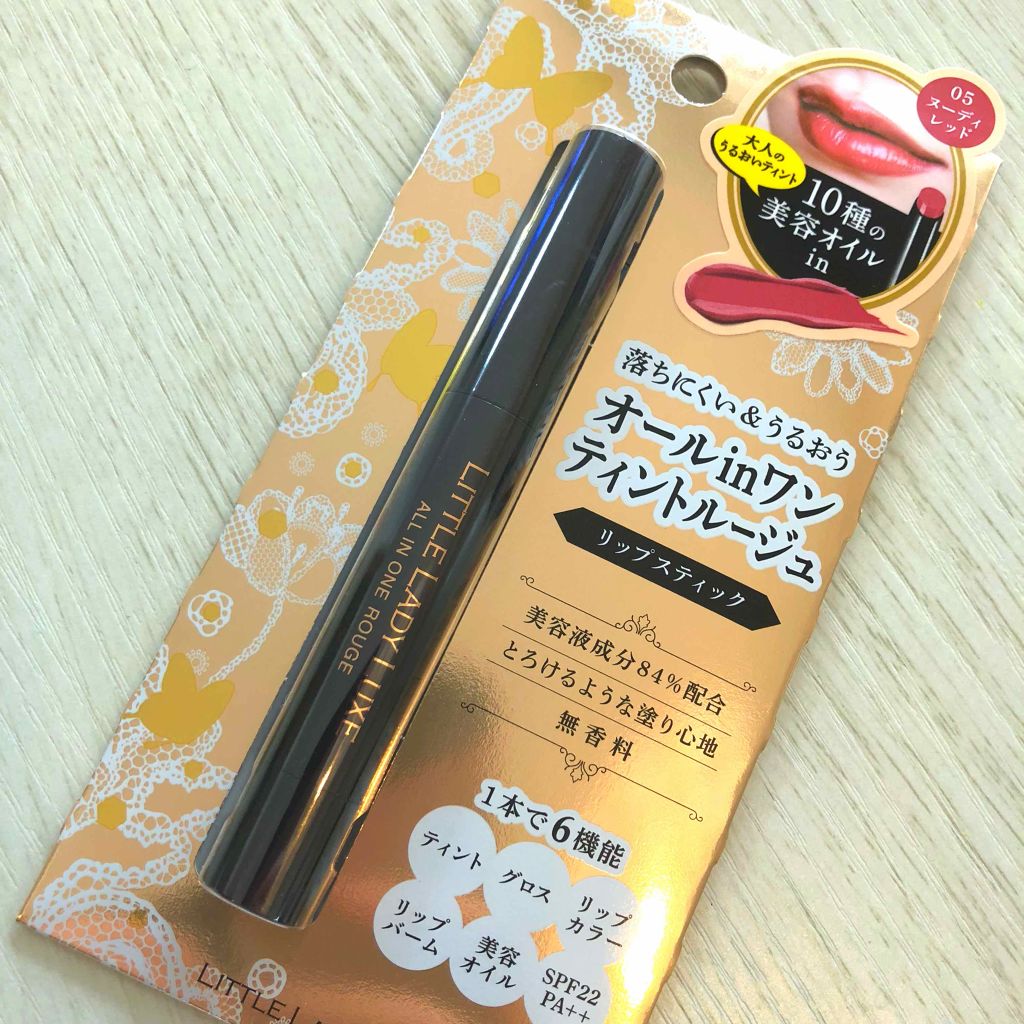 05
ヌーディ
レッド
大人の
うるおいティント
10種の
美容オイル
in
落ちにくい&うるおう
オールinワン
ティントルージュ
リップスティック
美容液成分84%配合
とろけるような塗り心地
無香料
1本で6機能
ティント
グロス
リップ
カラー
リップ
バーム
美容
オイル
SPF22
PA++
LITTLE LADY LUXE
ALL IN ONE ROUGE
LITTLE